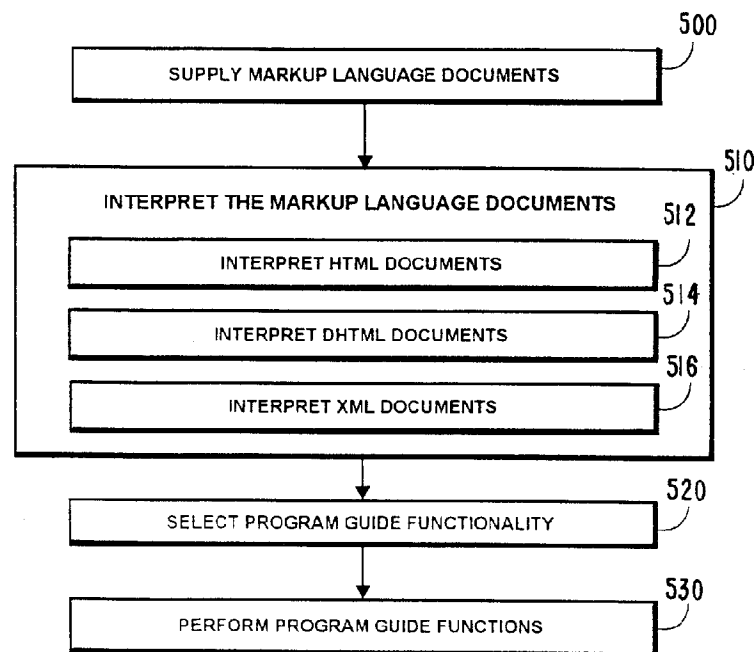 500
SUPPLY MARKUP LANGUAGE DOCUMENTS
510
INTERPRET THE MARKUP LANGUAGE DOCUMENTS
512
INTERPRET HTML DOCUMENTS
514
INTERPRET DHTML DOCUMENTS
516
INTERPRET XML DOCUMENTS
520
SELECT PROGRAM GUIDE FUNCTIONALITY
530
PERFORM PROGRAM GUIDE FUNCTIONS